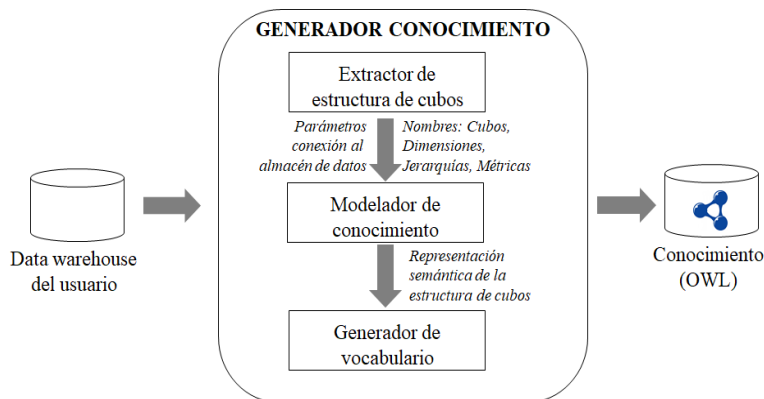 GENERADOR CONOCIMIENTO
Extractor de
estructura de cubos
Parámetros
conexión al
almacén de datos
Nombres: Cubos,
Dimensiones,
Jerarquías, Métricas
Data warehouse
del usuario
Modelador de
conocimiento
Representación
semántica de la
estructura de cubos
Generador de
vocabulario
Conocimiento
(OWL)